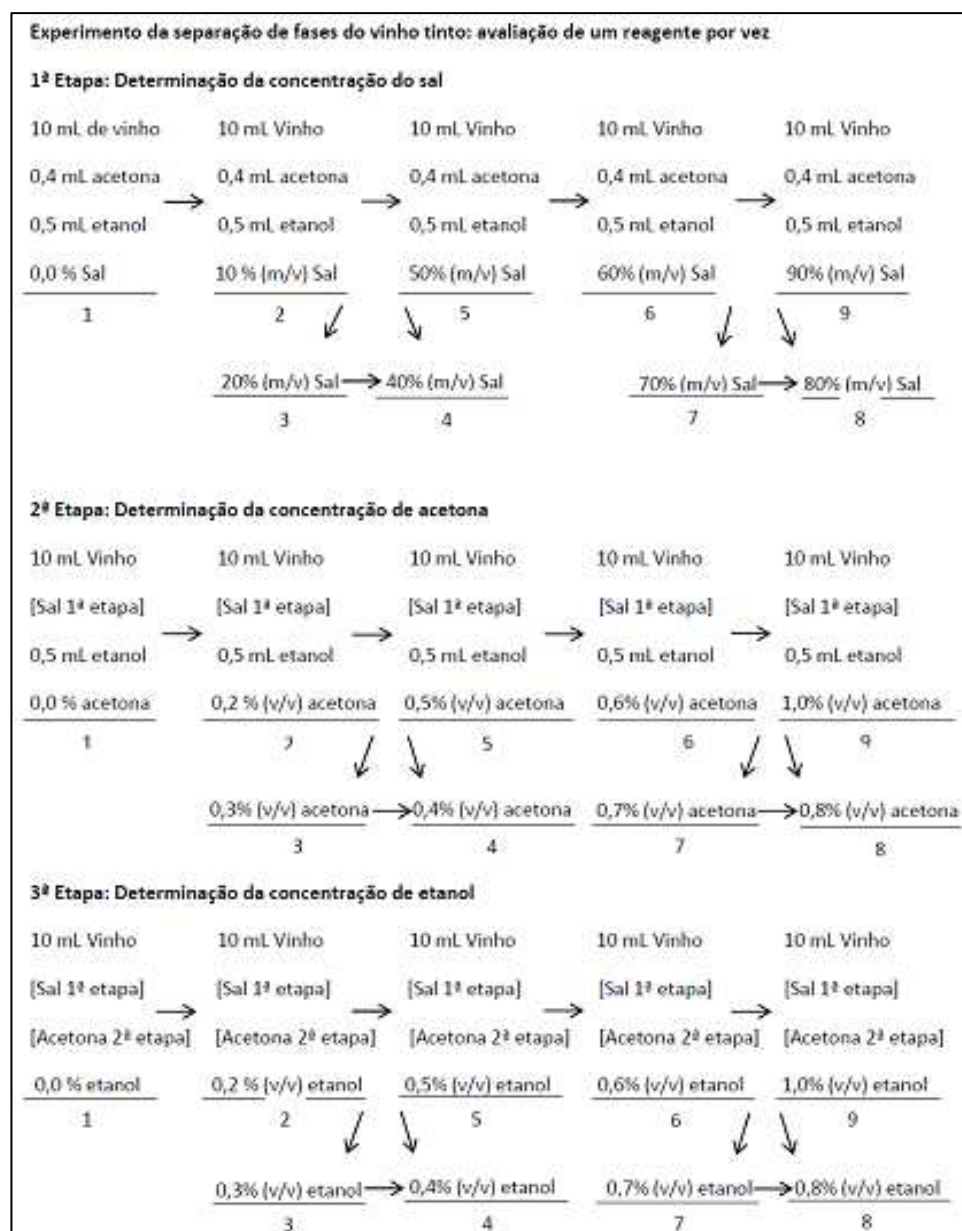 Experimento da separação de fases do vinho tinto: avaliação de um reagente por vez
1ª Etapa: Determinação da concentração do sal
10 mL de vinho 10 mL Vinho 10 mL Vinho 10 mL Vinho 10 mL Vinho
0,4 mL acetona 0,4 mL acetona 0,4 mL acetona 0,4 mL acetona 0,4 mL acetona
0,5 mL etanol 0,5 mL etanol 0,5 mL etanol 0,5 mL etanol 0,5 mL etanol
0,0 % Sal 10 % (m/v) Sal 50% (m/v) Sal 60% (m/v) Sal 90% (m/v) Sal
1 2 5 6 9
20% (m/v) Sal 40% (m/v) Sal 70% (m/v) Sal 80% (m/v) Sal
3 4 7 8
2ª Etapa: Determinação da concentração de acetona
10 mL Vinho 10 mL Vinho 10 mL Vinho 10 mL Vinho 10 mL Vinho
[Sal 1ª etapa] [Sal 1ª etapa] [Sal 1ª etapa] [Sal 1ª etapa] [Sal 1ª etapa]
0,5 mL etanol 0,5 mL etanol 0,5 mL etanol 0,5 mL etanol 0,5 mL etanol
0,0 % acetona 0,2 % (v/v) acetona 0,5% (v/v) acetona 0,6% (v/v) acetona 1,0% (v/v) acetona
1 2 5 6 9
0,3% (v/v) acetona 0,4% (v/v) acetona 0,7% (v/v) acetona 0,8% (v/v) acetona
3 4 7 8
3ª Etapa: Determinação da concentração de etanol
10 mL Vinho 10 mL Vinho 10 mL Vinho 10 mL Vinho 10 mL Vinho
[Sal 1ª etapa] [Sal 1ª etapa] [Sal 1ª etapa] [Sal 1ª etapa] [Sal 1ª etapa]
[Acetona 2ª etapa] [Acetona 2ª etapa] [Acetona 2ª etapa] [Acetona 2ª etapa] [Acetona 2ª etapa]
0,0 % etanol 0,2 % (v/v) etanol 0,5% (v/v) etanol 0,6% (v/v) etanol 1,0% (v/v) etanol
1 2 5 6 9
0,3% (v/v) etanol 0,4% (v/v) etanol 0,7% (v/v) etanol 0,8% (v/v) etanol
3 4 7 8